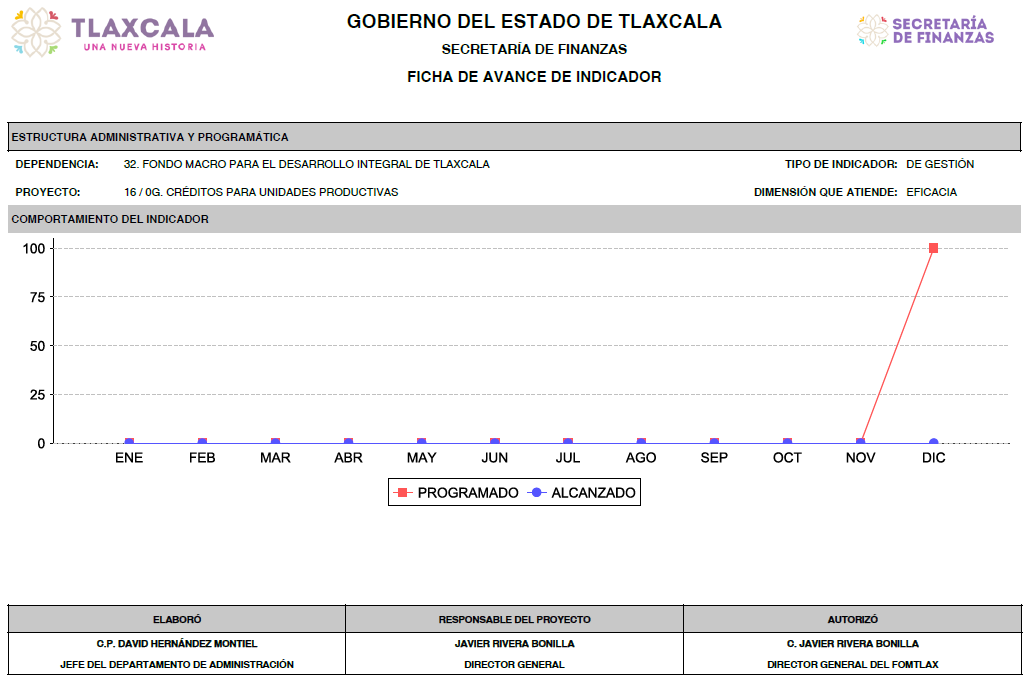 TLAXCALA
UNA NUEVA HISTORIA
GOBIERNO DEL ESTADO DE TLAXCALA
SECRETARÍA DE FINANZAS
FICHA DE AVANCE DE INDICADOR
SECRETARÍA
DE FINANZAS
ESTRUCTURA ADMINISTRATIVA Y PROGRAMÁTICA
DEPENDENCIA: 32. FONDO MACRO PARA EL DESARROLLO INTEGRAL DE TLAXCALA TIPO DE INDICADOR: DE GESTIÓN
PROYECTO: 16 / 0G. CRÉDITOS PARA UNIDADES PRODUCTIVAS DIMENSIÓN QUE ATIENDE: EFICACIA
COMPORTAMIENTO DEL INDICADOR
100
75
50
25
0
ENE FEB MAR ABR MAY JUN JUL AGO SEP OCT NOV DIC
PROGRAMADO ALCANZADO
ELABORÓ RESPONSABLE DEL PROYECTO AUTORIZÓ
C.P. DAVID HERNÁNDEZ MONTIEL JAVIER RIVERA BONILLA C. JAVIER RIVERA BONILLA
JEFE DEL DEPARTAMENTO DE ADMINISTRACIÓN DIRECTOR GENERAL DIRECTOR GENERAL DEL FOMTLAX